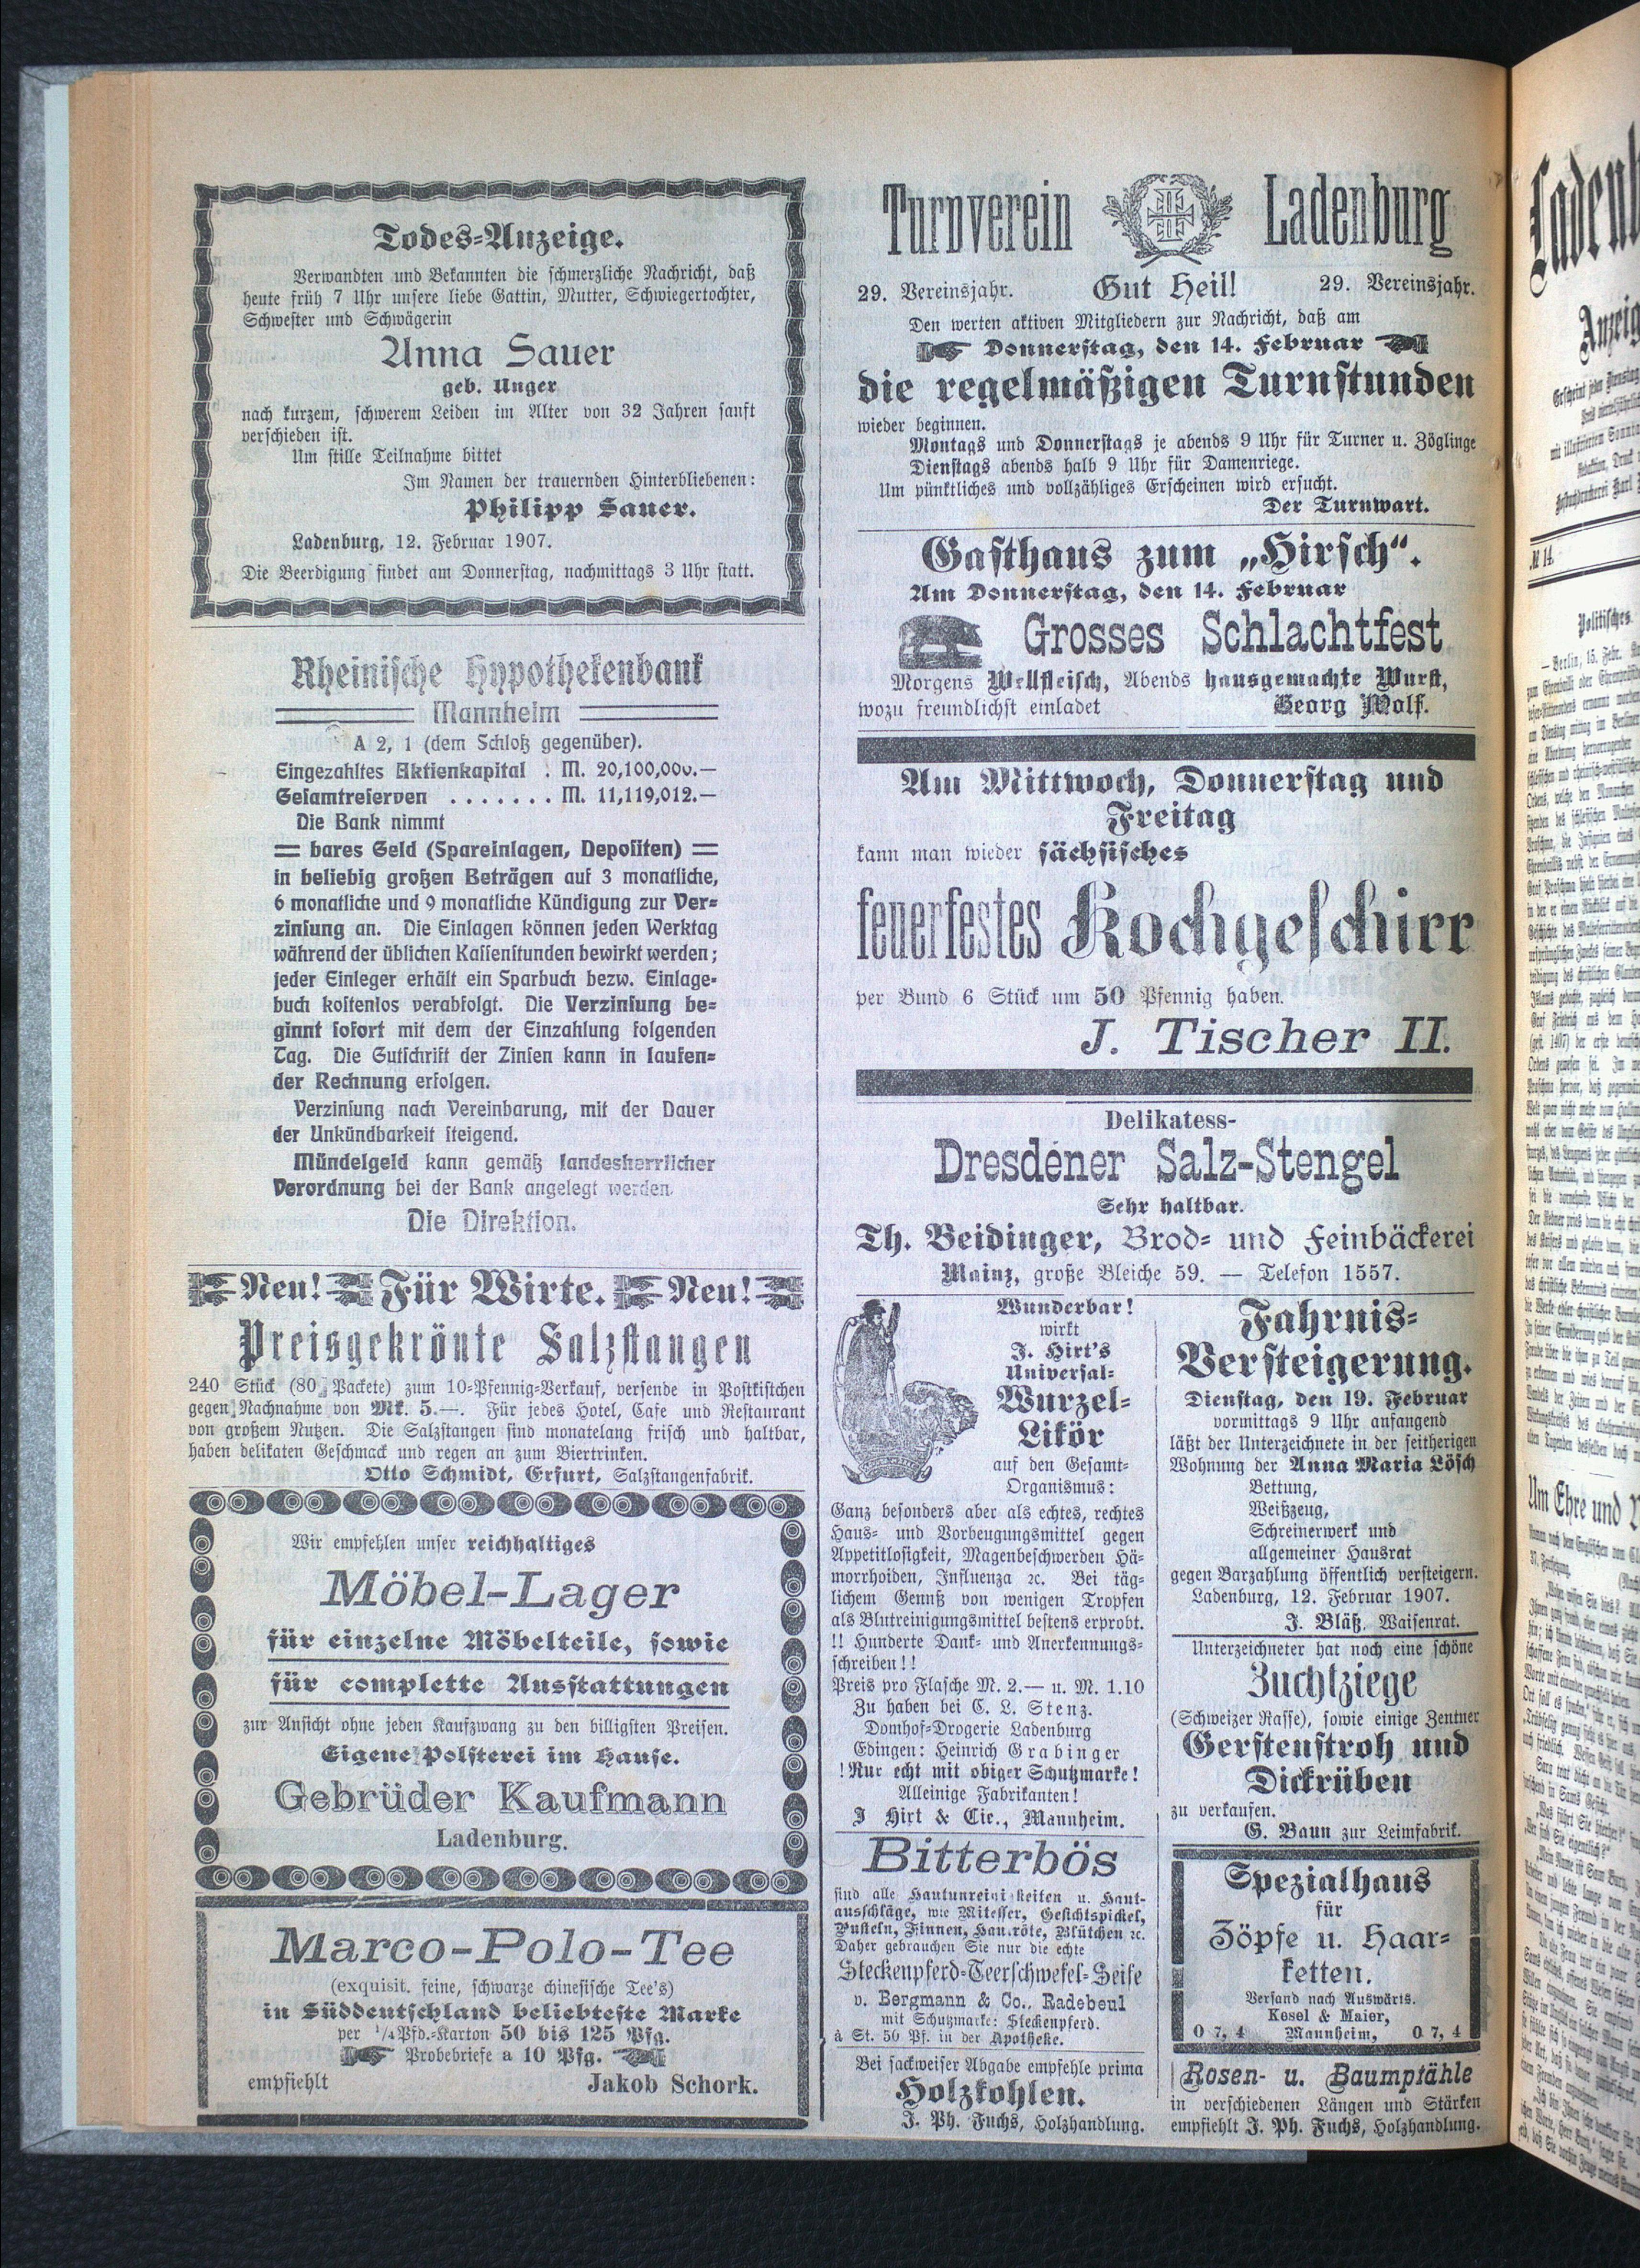 Todes-Anzeige.
Verwandten und Bekannten die schmerzliche Nachricht, daß
heute früh 7 Uhr unsere liebe Gattin, Mutter, Schwiegertochter,
Schwester und Schwägerin
Anna Sauer
geb. Unger
nach kurzem, schwerem Leiden im Alter von 32 Jahren sanft
verschieden ist.
Um stille Teilnahme bittet
Im Namen der trauernden Hinterbliebenen:
Philipp Sauer.
Ladenburg, 12. Februar 1907.
Die Beerdigung findet am Donnerstag, nachmittags 3 Uhr statt.
Rheinische Hypothekenbank
Mannheim
A 2, 1 (dem Schloß gegenüber).
Eingezahltes Aktienkapital . M. 20,100,000.—
Gesamtreserven . . . . . . . M. 11,119,012.—
Die Bank nimmt
= bares Geld (Spareinlagen, Depositen) =
in beliebig großen Beträgen auf 3 monatliche,
6 monatliche und 9 monatliche Kündigung zur Ver-
zinsung an. Die Einlagen können jeden Werktag
während der üblichen Kassenstunden bewirkt werden;
jeder Einleger erhält ein Sparbuch bezw. Einlage-
buch kostenlos verabfolgt. Die Verzinsung be-
ginnt sofort mit dem der Einzahlung folgenden
Tag. Die Gutschrift der Zinsen kann in laufen-
der Rechnung erfolgen.
Verzinsung nach Vereinbarung, mit der Dauer
der Unkündbarkeit steigend.
Mündelgeld kann gemäß landesherrlicher
Verordnung bei der Bank angelegt werden.
Die Direktion.
Neu! Für Wirte. Neu!
Preisgekrönte Salzstangen
240 Stück (80 Packete) zum 10-Pfennig-Verkauf, versende in Postkistchen
gegen Nachnahme von Mk. 5.—. Für jedes Hotel, Cafe und Restaurant
von großem Nutzen. Die Salzstangen sind monatelang frisch und haltbar,
haben delikaten Geschmack und regen an zum Biertrinken.
Otto Schmidt, Erfurt, Salzstangenfabrik.
Wir empfehlen unser reichhaltiges
Möbel-Lager
für einzelne Möbelteile, sowie
für complette Ausstattungen
zur Ansicht ohne jeden Kaufzwang zu den billigsten Preisen.
Eigene Polsterei im Hause.
Gebrüder Kaufmann
Ladenburg.
Marco-Polo-Tee
(exquisit. feine, schwarze chinesische Tee's)
in Süddeutschland beliebteste Marke
per 1/4 Pfd.-Karton 50 bis 125 Pfg.
Probebriefe a 10 Pfg.
empfiehlt Jakob Schork.
Turnverein Ladenburg
29. Vereinsjahr. Gut Heil! 29. Vereinsjahr.
Den werten aktiven Mitgliedern zur Nachricht, daß am
Donnerstag, den 14. Februar
die regelmäßigen Turnstunden
wieder beginnen.
Montags und Donnerstags je abends 9 Uhr für Turner u. Zöglinge
Dienstags abends halb 9 Uhr für Damenriege.
Um pünktliches und vollzähliges Erscheinen wird ersucht.
Der Turnwart.
Gasthaus zum „Hirsch“.
Am Donnerstag, den 14. Februar
Grosses Schlachtfest
Morgens Wellfleisch, Abends hausgemachte Wurst,
wozu freundlichst einladet Georg Wolf.
Am Mittwoch, Donnerstag und
Freitag
kann man wieder sächsisches
feuerfestes Kochgeschirr
per Bund 6 Stück um 50 Pfennig haben.
J. Tischer II.
Delikatess-
Dresdener Salz-Stengel
Sehr haltbar.
Th. Beidinger, Brod- und Feinbäckerei
Mainz, große Bleiche 59. — Telefon 1557.
Wunderbar!
wirkt
J. Hirt's
Universal-
Wurzel-
Likör
auf den Gesamt-
Organismus:
Ganz besonders aber als echtes, rechtes
Haus- und Vorbeugungsmittel gegen
Appetitlosigkeit, Magenbeschwerden Hä-
morrhoiden, Influenza ꝛc. Bei täg-
lichem Genuß von wenigen Tropfen
als Blutreinigungsmittel bestens erprobt.
!! Hunderte Dank- und Anerkennungs-
schreiben!!
Preis pro Flasche M. 2.— u. M. 1.10
Zu haben bei C. L. Stenz.
Domhof-Drogerie Ladenburg
Edingen: Heinrich Grabinger
!Nur echt mit obiger Schutzmarke!
Alleinige Fabrikanten!
J Hirt & Cie., Mannheim.
Bitterbös
sind alle Hautunreinigkeiten u. Haut-
ausschläge, wie Mitesser, Gesichtspickel,
Pusteln, Finnen, Hautröte, Blütchen ꝛc.
Daher gebrauchen Sie nur die echte
Steckenpferd-Teerschwefel-Seife
v. Bergmann & Co., Radebeul
mit Schutzmarke: Steckenpferd.
à St. 50 Pf. in der Apotheke.
Bei sackweiser Abgabe empfehle prima
Holzkohlen.
J. Ph. Fuchs, Holzhandlung.
Fahrnis-
Versteigerung.
Dienstag, den 19. Februar
vormittags 9 Uhr anfangend
läßt der Unterzeichnete in der seitherigen
Wohnung der Anna Maria Lösch
Bettung,
Weißzeug,
Schreinerwerk und
allgemeiner Hausrat
gegen Barzahlung öffentlich versteigern.
Ladenburg, 12. Februar 1907.
J. Bläß, Waisenrat.
Unterzeichneter hat noch eine schöne
Zuchtziege
(Schweizer Rasse), sowie einige Zentner
Gerstenstroh und
Dickrüben
zu verkaufen.
G. Baun zur Leimfabrik.
Spezialhaus
für
Zöpfe u. Haar-
ketten.
Versand nach Auswärts.
Kesel & Maier,
O 7, 4 Mannheim, O 7, 4
Rosen- u. Baumpfähle
in verschiedenen Längen und Stärken
empfiehlt J. Ph. Fuchs, Holzhandlung.
№ 14.
Politisches.
— Berlin, 15. Febr.
Um Ehre und